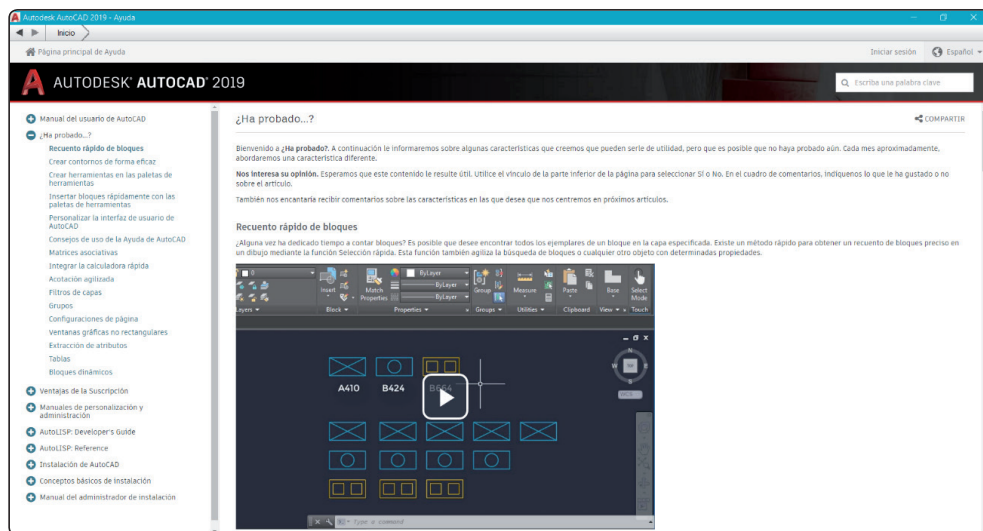 Autodesk AutoCAD 2019 - Ayuda
Inicio
Página principal de Ayuda
Iniciar sesión
Español
AUTODESK® AUTOCAD® 2019
Escriba una palabra clave
Manual del usuario de AutoCAD
¿Ha probado...?
Recuento rápido de bloques
Crear contornos de forma eficaz
Crear herramientas en las paletas de
herramientas
Insertar bloques rápidamente con las
paletas de herramientas
Personalizar la interfaz de usuario de
AutoCAD
Consejos de uso de la Ayuda de AutoCAD
Matrices asociativas
Integrar la calculadora rápida
Acotación agilizada
Filtros de capas
Grupos
Configuraciones de página
Ventanas gráficas no rectangulares
Extracción de atributos
Tablas
Bloques dinámicos
Ventajas de la Suscripción
Manuales de personalización y
administración
AutoLISP: Developer's Guide
AutoLISP: Reference
Instalación de AutoCAD
Conceptos básicos de instalación
Manual del administrador de instalación
¿Ha probado...?
COMPARTIR
Bienvenido a ¿Ha probado?. A continuación le informaremos sobre algunas características que creemos que pueden serle de utilidad, pero que es posible que no haya probado aún. Cada mes aproximadamente,
abordaremos una característica diferente.
Nos interesa su opinión. Esperamos que este contenido le resulte útil. Utilice el vínculo de la parte inferior de la página para seleccionar Sí o No. En el cuadro de comentarios, indíquenos lo que le ha gustado o no
sobre el artículo.
También nos encantaría recibir comentarios sobre las características en las que desea que nos centremos en próximos artículos.
Recuento rápido de bloques
¿Alguna vez ha dedicado tiempo a contar bloques? Es posible que desee encontrar todos los ejemplares de un bloque en la capa especificada. Existe un método rápido para obtener un recuento de bloques preciso en
un dibujo mediante la función Selección rápida. Esta función también agiliza la búsqueda de bloques o cualquier otro objeto con determinadas propiedades.
0
Insert
Match
Properties
ByLayer
ByLayer
ByLayer
Group
Measure
Paste
Base
Select
Mode
Layers
Block
Properties
Groups
Utilities
Clipboard
View
Touch
N
W
E
S
WCS
A410 B424 B664
Type a command